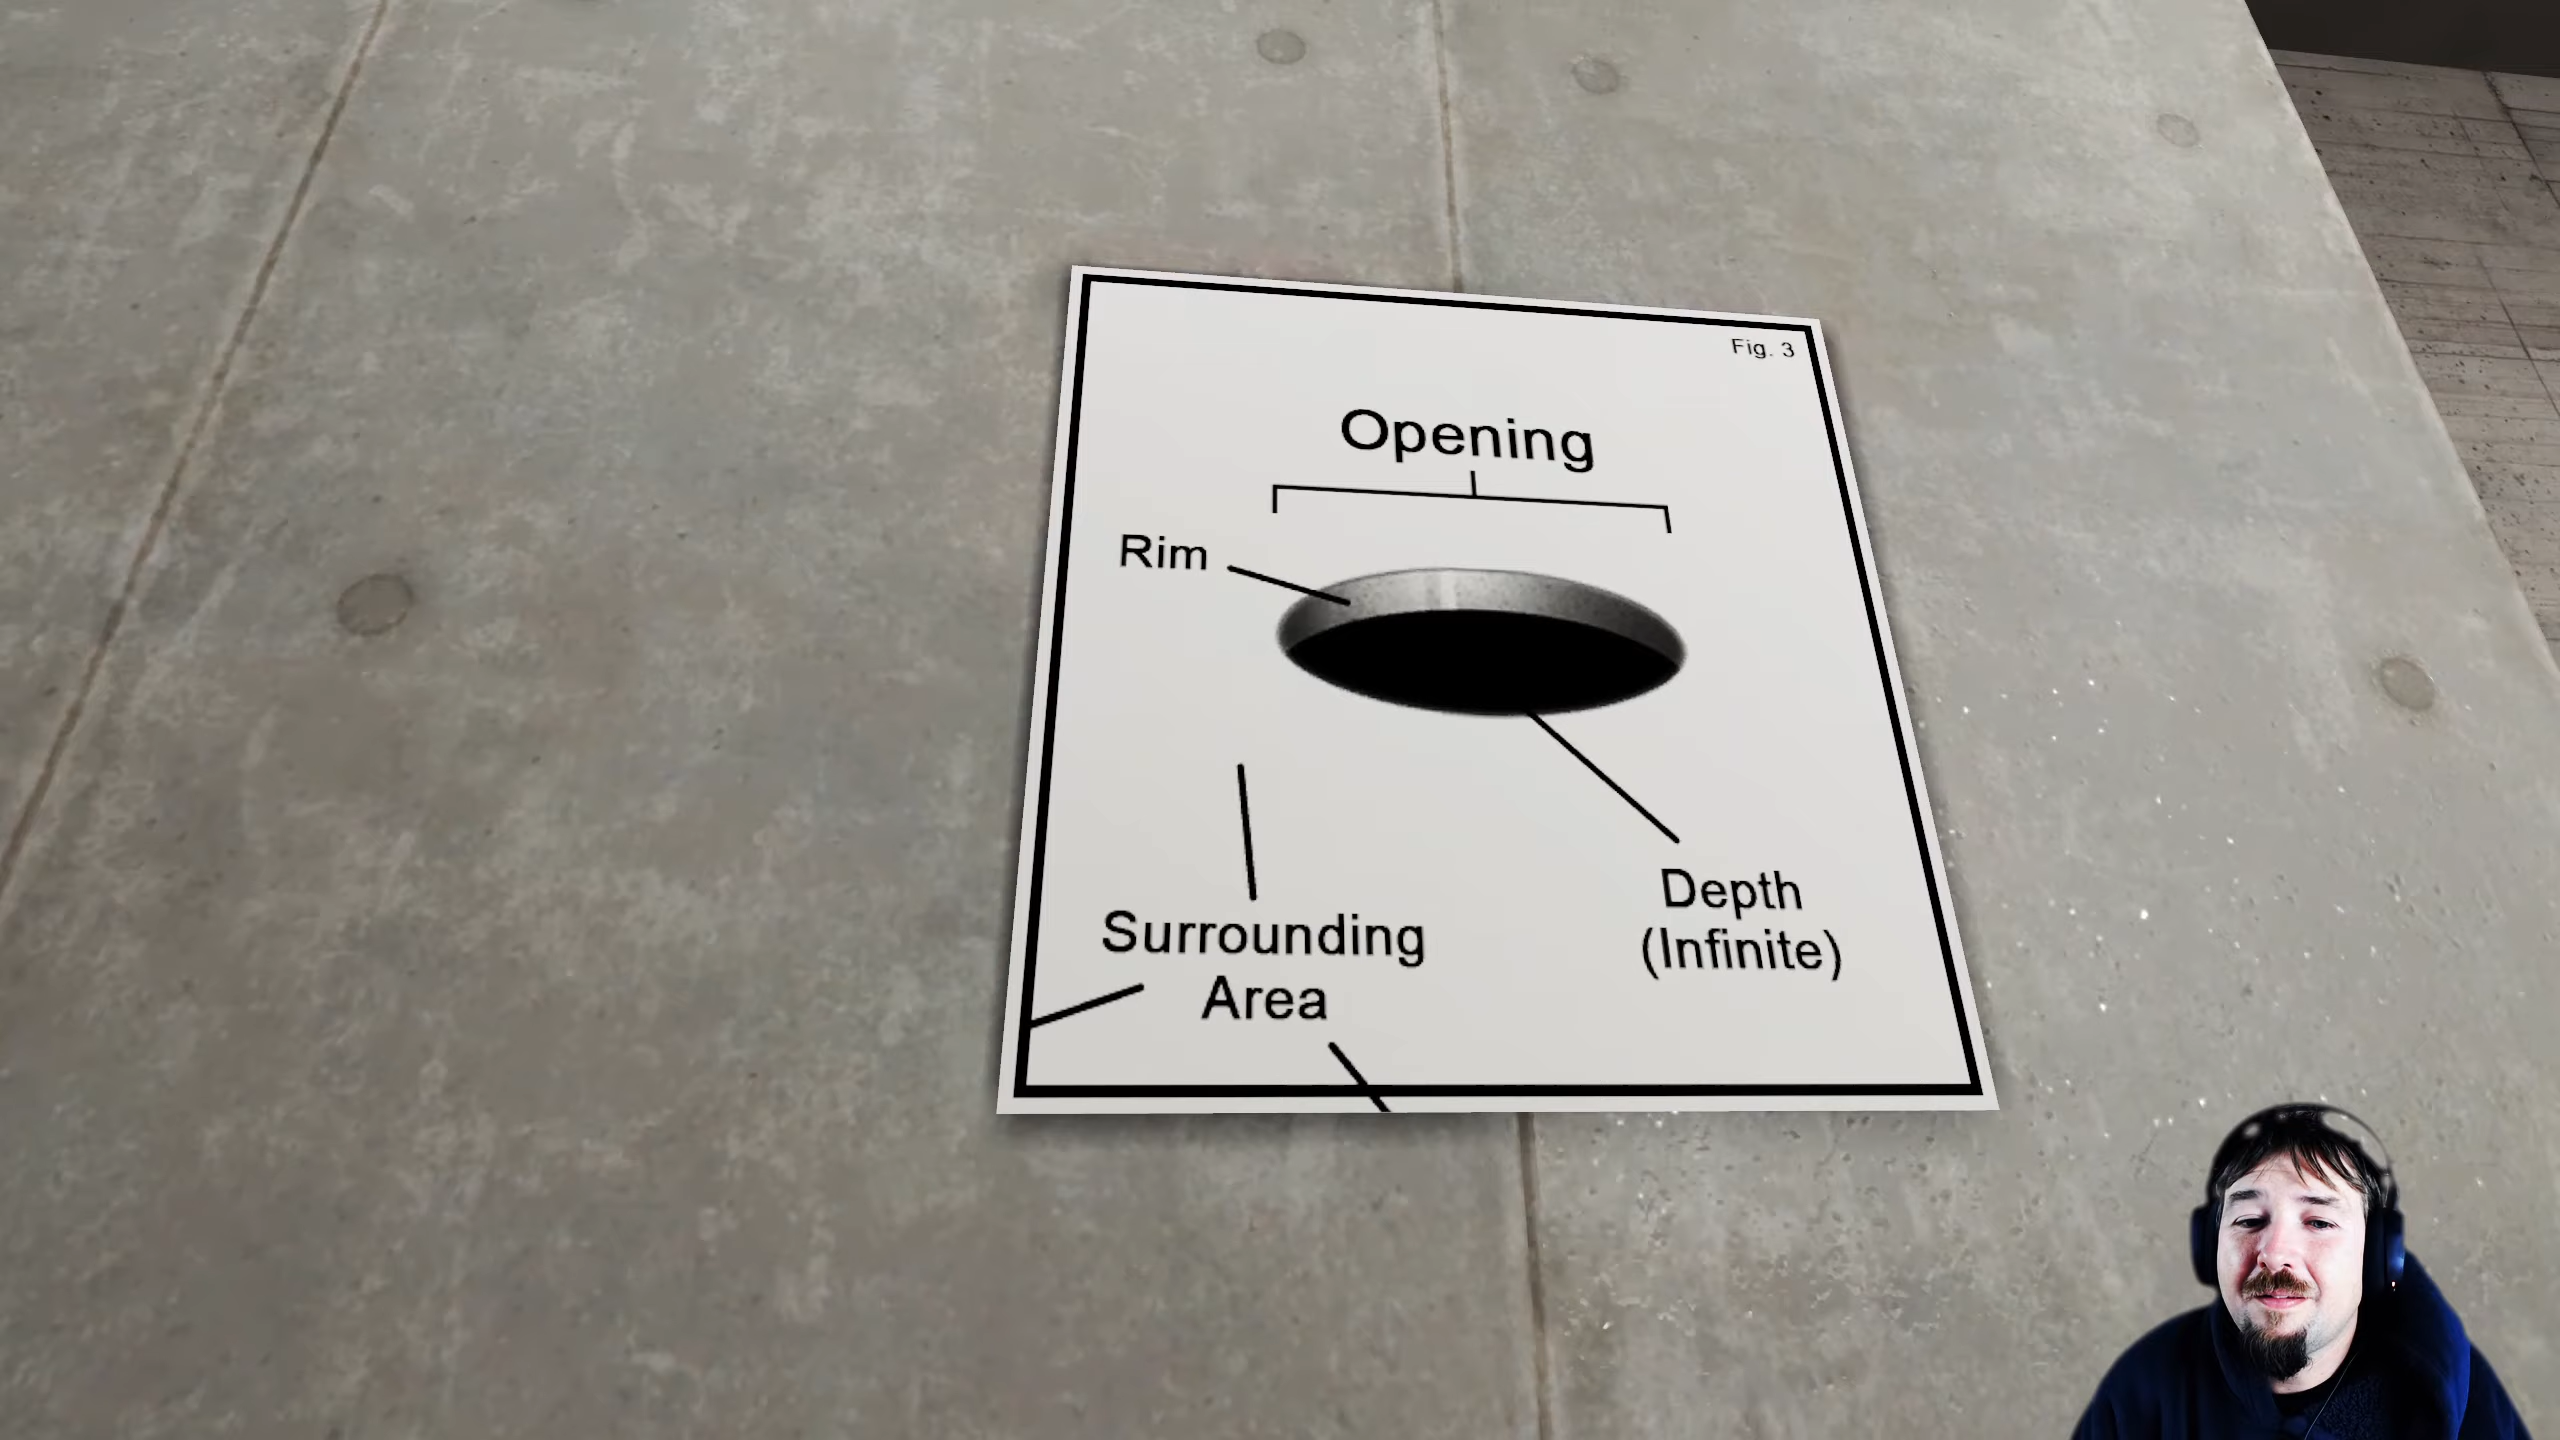 Fig. 3
Opening
Rim
Depth
(Infinite)
Surrounding
Area